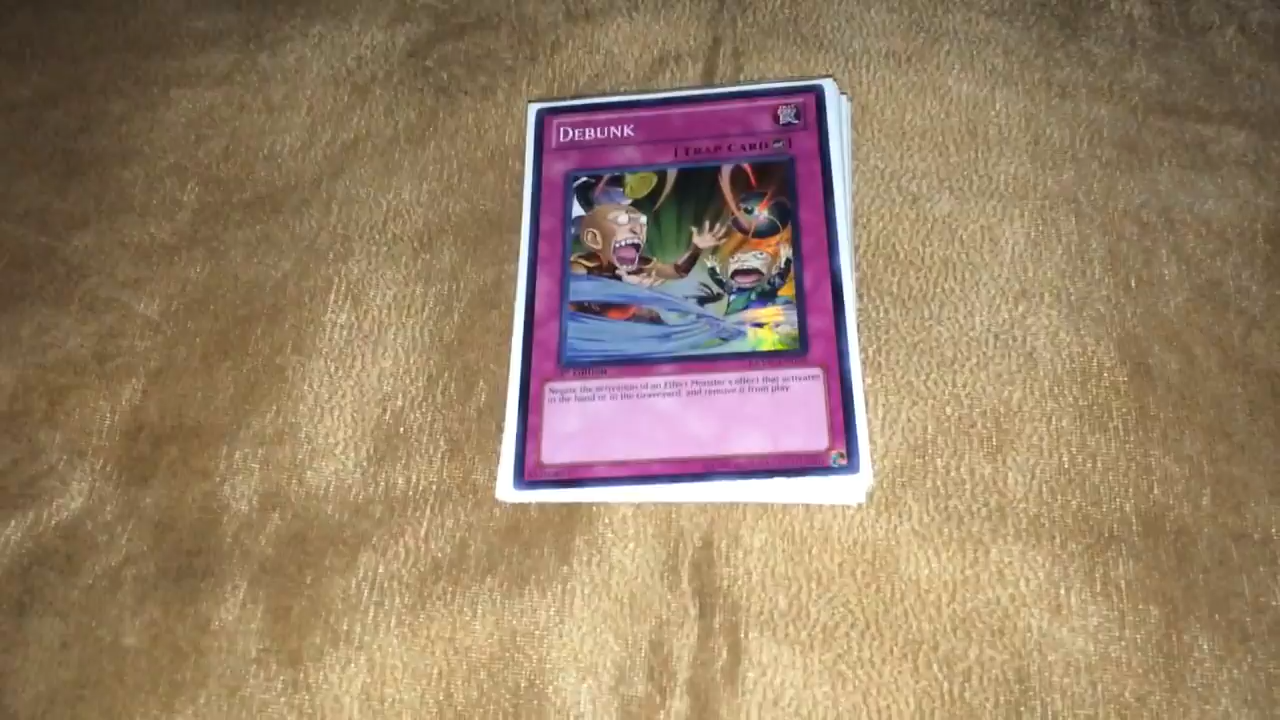 DEBUNK
[TRAP CARD]
Edition
Negate the activation of an Effect Monster's effect that activates
in the hand or in the Graveyard, and remove it from play.